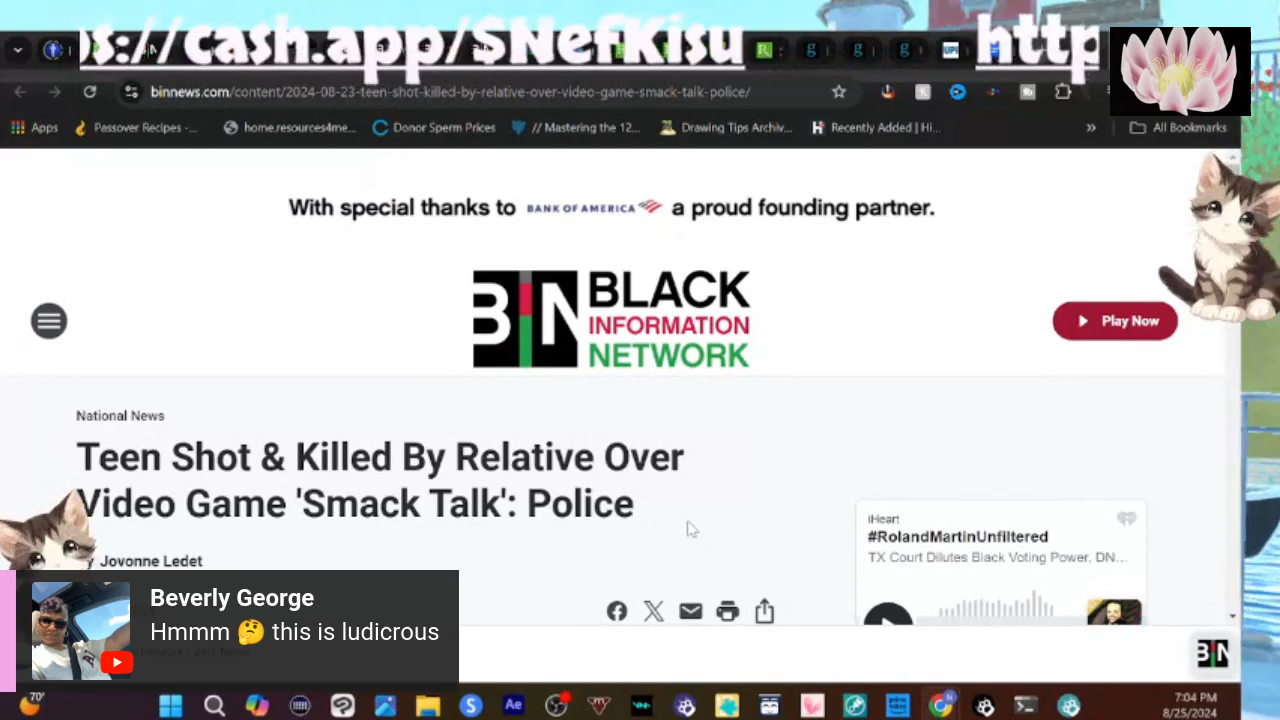 s://cash.app/$NefKisu
http
binnews.com/content/2024-08-23-teen-shot-killed-by-relative-over-video-game-smack-talk-police/
Apps
Passover Recipes -...
home.resources4me...
Donor Sperm Prices
// Mastering the 12...
Drawing Tips Archiv...
Recently Added | Hi...
»
All Bookmarks
With special thanks to BANK OF AMERICA a proud founding partner.
BIN BLACK
INFORMATION
NETWORK
Play Now
National News
Teen Shot & Killed By Relative Over
Video Game 'Smack Talk': Police
Jovonne Ledet
iHeart
#RolandMartinUnfiltered
TX Court Dilutes Black Voting Power, DN...
Beverly George
Hmmm 🤔 this is ludicrous
BIN
70°
7:04 PM
8/25/2024